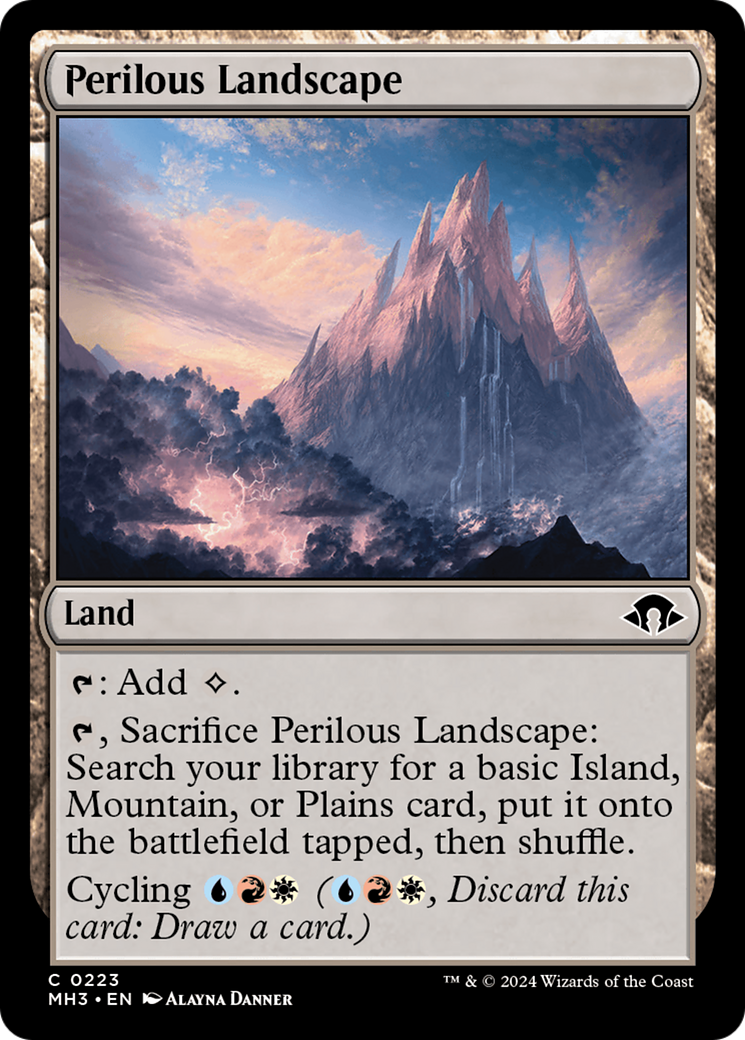 Perilous Landscape
Land
: Add .
, Sacrifice Perilous Landscape:
Search your library for a basic Island,
Mountain, or Plains card, put it onto
the battlefield tapped, then shuffle.
Cycling (, Discard this
card: Draw a card.)
C 0223
MH3 • EN Alayna Danner
™ & © 2024 Wizards of the Coast